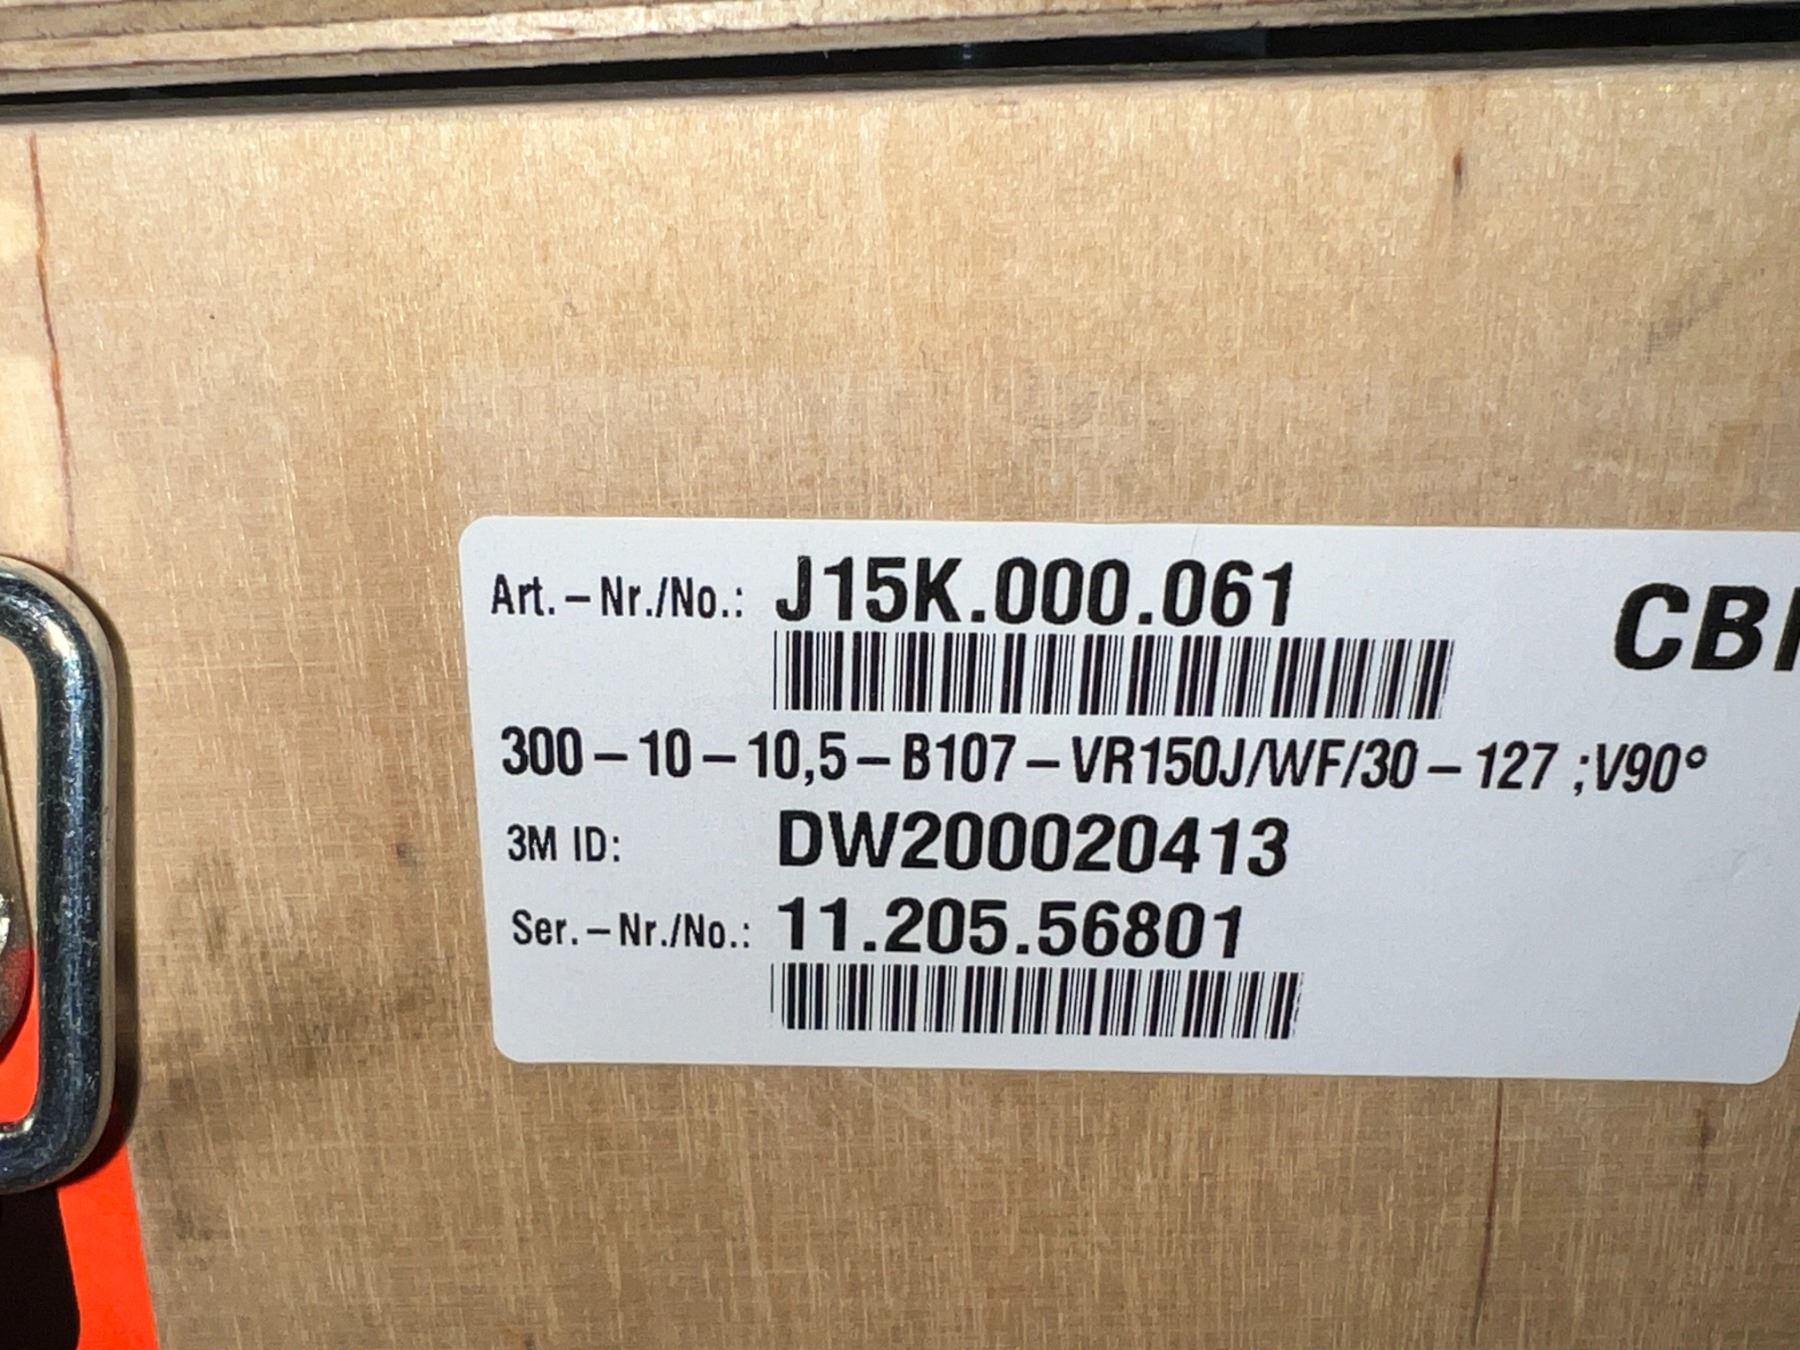 Art.-Nr./No.: J15K.000.061
300-10-10,5-B107-VR150J/WF/30-127 ;V90°
3M ID: DW200020413
Ser.-Nr./No.: 11.205.56801